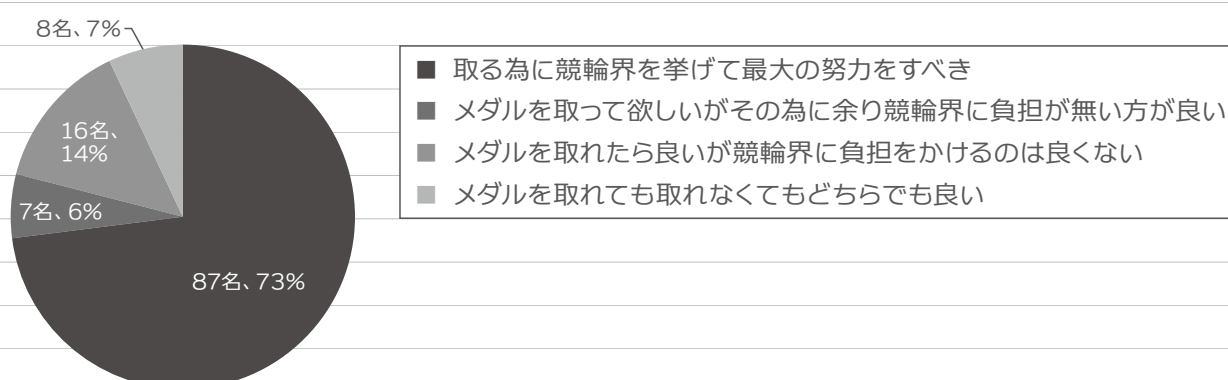 8名、7%
16名、
14%
7名、6%
87名、73%
■ 取る為に競輪界を挙げて最大の努力をすべき
■ メダルを取って欲しいがその為に余り競輪界に負担が無い方が良い
■ メダルを取れたら良いが競輪界に負担をかけるのは良くない
■ メダルを取れても取れなくてもどちらでも良い